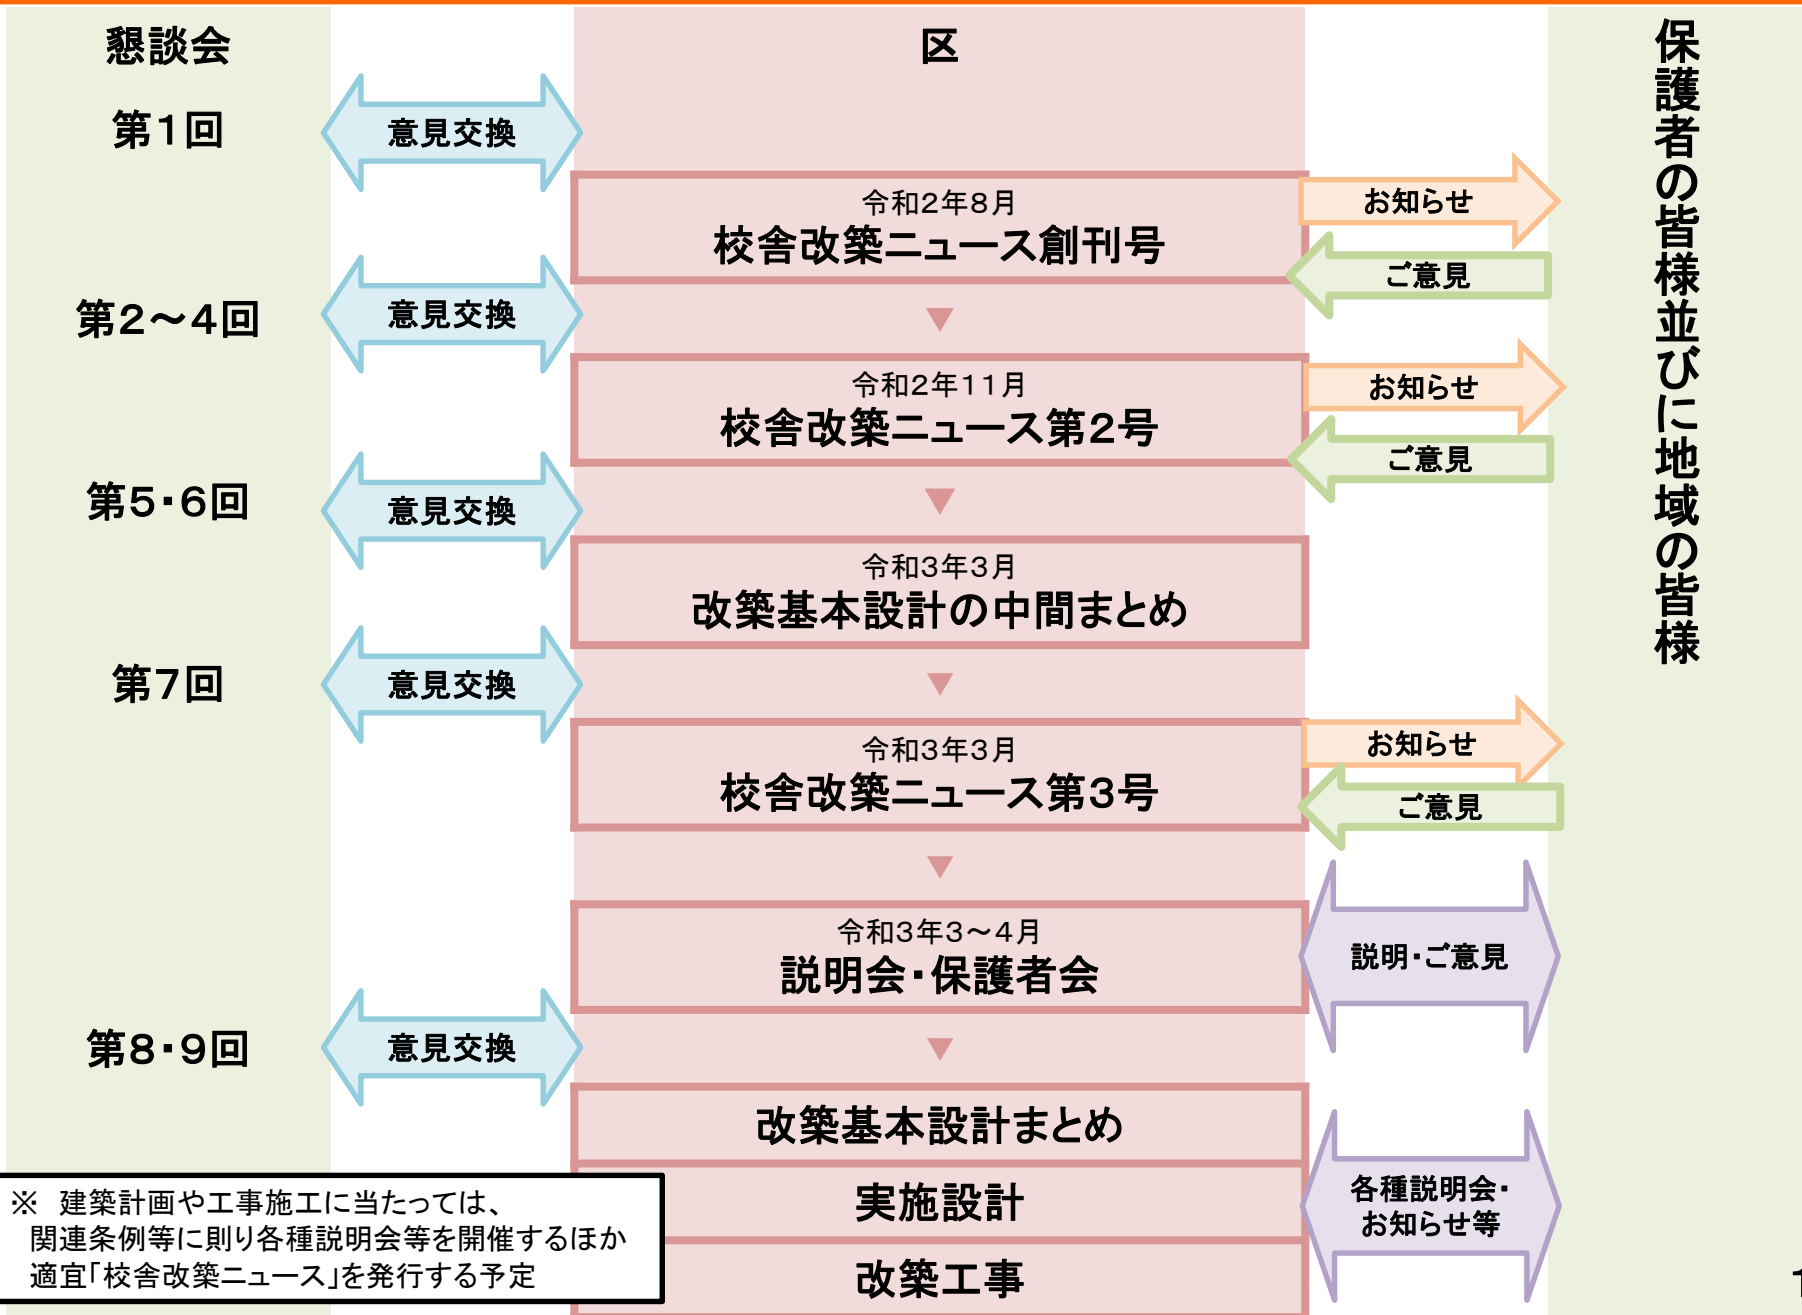 懇談会
区
保護者の皆様並びに地域の皆様
第1回
意見交換
令和2年8月
校舎改築ニュース創刊号
お知らせ
ご意見
第2～4回
意見交換
令和2年11月
校舎改築ニュース第2号
お知らせ
ご意見
第5・6回
意見交換
令和3年3月
改築基本設計の中間まとめ
第7回
意見交換
令和3年3月
校舎改築ニュース第3号
お知らせ
ご意見
令和3年3～4月
説明会・保護者会
説明・ご意見
第8・9回
意見交換
改築基本設計まとめ
実施設計
改築工事
各種説明会・
お知らせ等
※ 建築計画や工事施工に当たっては、
関連条例等に則り各種説明会等を開催するほか
適宜「校舎改築ニュース」を発行する予定